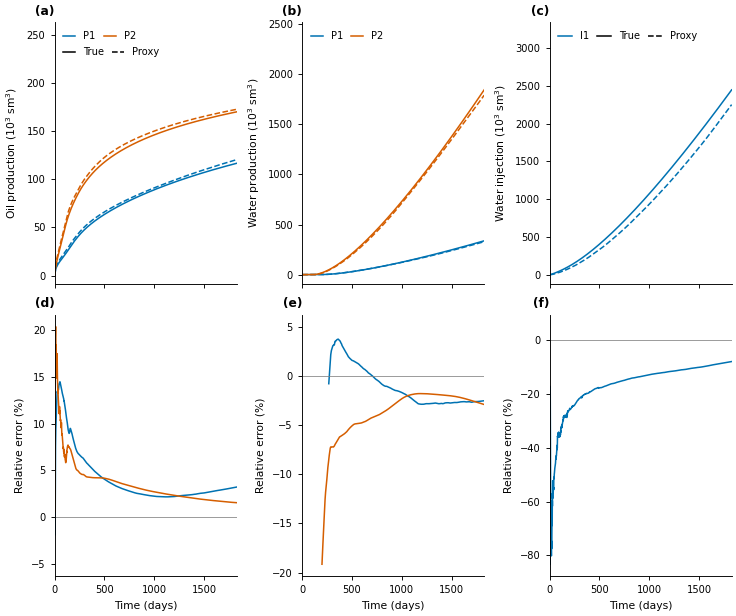 (a)
(b)
(c)
P1 P2
True Proxy
P1 P2
I1 True Proxy
250
200
150
100
50
0
Oil production (10³ sm³)
2500
2000
1500
1000
500
0
Water production (10³ sm³)
3000
2500
2000
1500
1000
500
0
Water injection (10³ sm³)
(d)
(e)
(f)
20
15
10
5
0
−5
Relative error (%)
0 500 1000 1500
Time (days)
5
0
−5
−10
−15
−20
Relative error (%)
0 500 1000 1500
Time (days)
0
−20
−40
−60
−80
Relative error (%)
0 500 1000 1500
Time (days)